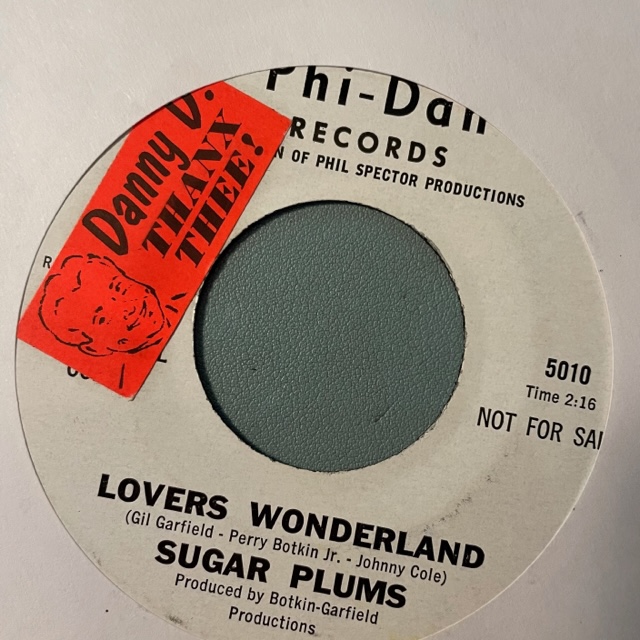 Phi-Dan
RECORDS
N OF PHIL SPECTOR PRODUCTIONS
Danny D.
THANX
THEE!
R
5010
Time 2:16
NOT FOR SAL
LOVERS WONDERLAND
(Gil Garfield - Perry Botkin Jr. - Johnny Cole)
SUGAR PLUMS
Produced by Botkin-Garfield
Productions